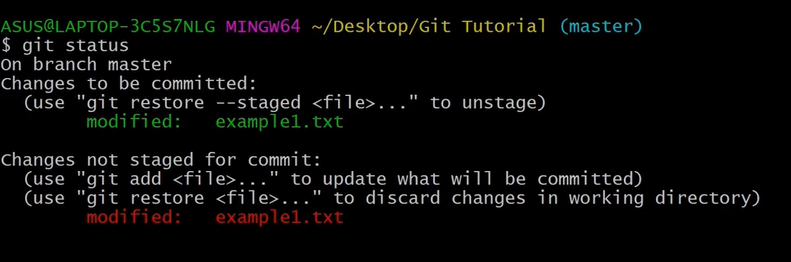 ASUS@LAPTOP-3C5S7NLG MINGW64 ~/Desktop/Git Tutorial (master)
$ git status
On branch master
Changes to be committed:
  (use "git restore --staged <file>..." to unstage)
        modified:   example1.txt

Changes not staged for commit:
  (use "git add <file>..." to update what will be committed)
  (use "git restore <file>..." to discard changes in working directory)
        modified:   example1.txt